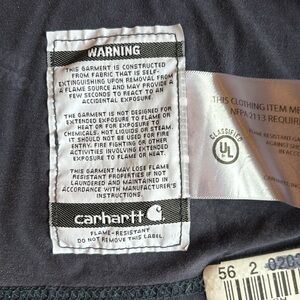 WARNING
THIS GARMENT IS CONSTRUCTED
FROM FABRIC THAT IS SELF-
EXTINGUISHING UPON REMOVAL FROM
A FLAME SOURCE AND MAY PROVIDE A
FEW SECONDS TO REACT TO AN
ACCIDENTAL EXPOSURE.
THE GARMENT IS NOT DESIGNED FOR
EXTENDED EXPOSURE TO FLAME OR
HEAT OR FOR EXPOSURE TO
CHEMICALS, HOT LIQUIDS OR STEAM.
IT SHOULD NOT BE USED FOR FIRE
ENTRY, FIRE FIGHTING OR OTHER
ACTIVITIES INVOLVING EXTENDED
EXPOSURE TO FLAME OR HEAT.
THIS GARMENT MAY LOSE FLAME
RESISTANT PROPERTIES IF NOT
LAUNDERED AND MAINTAINED IN
ACCORDANCE WITH MANUFACTURER'S
INSTRUCTIONS.
carhartt
FLAME-RESISTANT
DO NOT REMOVE THIS LABEL
THIS CLOTHING ITEM ME
NFPA 2113 REQUIR
CLASSIFIED
UL
56 2 0202